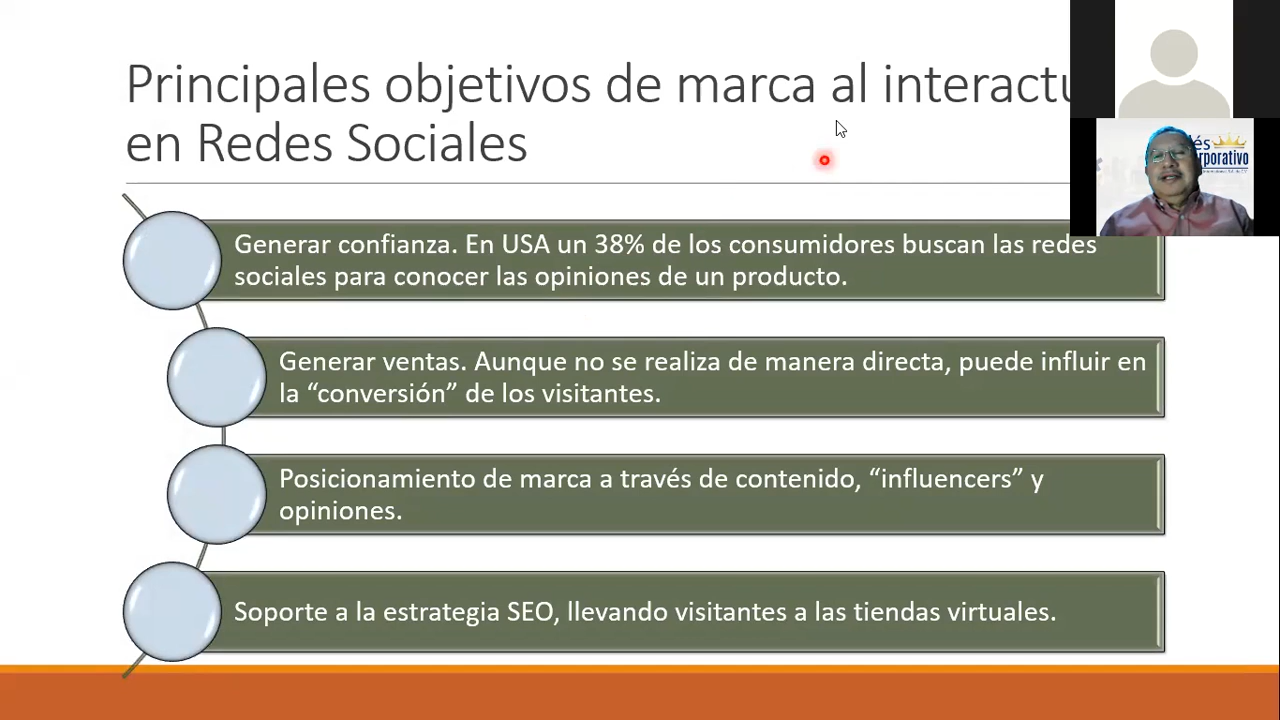 Principales objetivos de marca al interactu
en Redes Sociales
Generar confianza. En USA un 38% de los consumidores buscan las redes
sociales para conocer las opiniones de un producto.
Generar ventas. Aunque no se realiza de manera directa, puede influir en
la “conversión” de los visitantes.
Posicionamiento de marca a través de contenido, “influencers” y
opiniones.
Soporte a la estrategia SEO, llevando visitantes a las tiendas virtuales.
és
rporativo